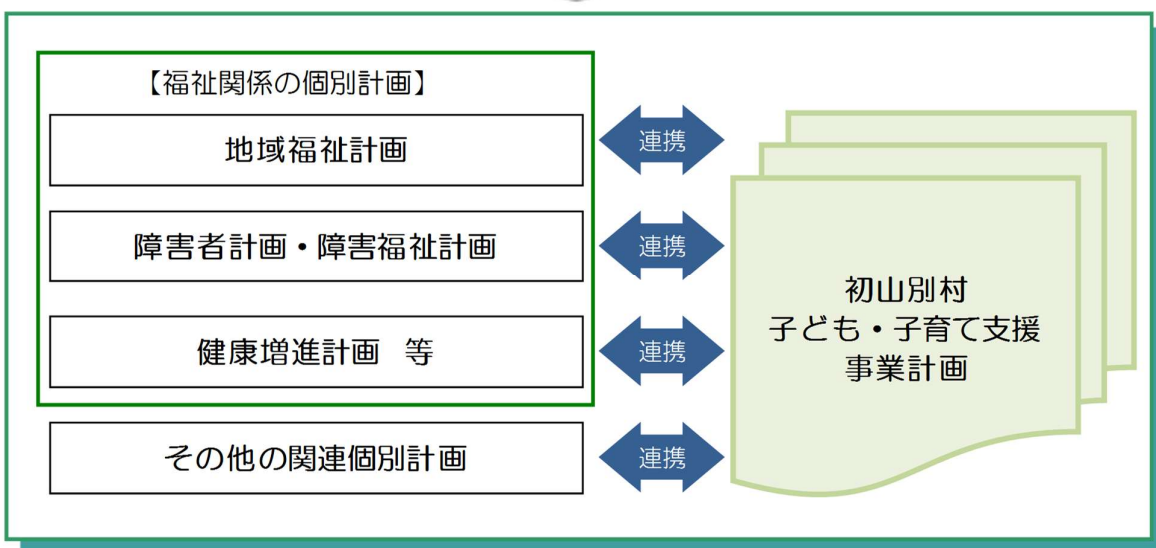 【福祉関係の個別計画】
地域福祉計画
連携
障害者計画・障害福祉計画
連携
健康増進計画 等
連携
その他の関連個別計画
連携
初山別村
子ども・子育て支援
事業計画